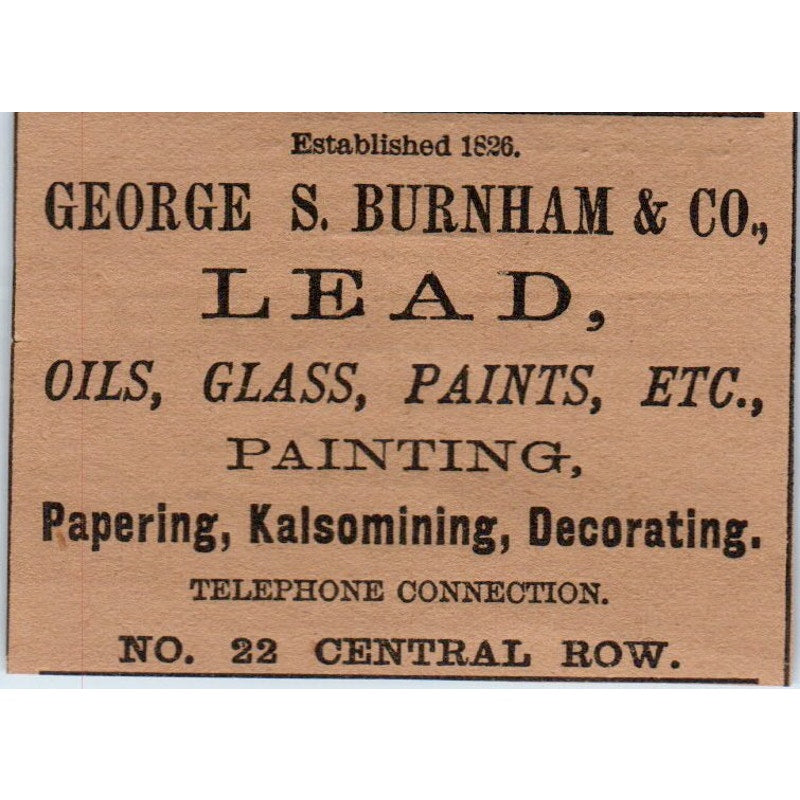 Established 1826.
GEORGE S. BURNHAM & CO.,
LEAD,
OILS, GLASS, PAINTS, ETC.,
PAINTING,
Papering, Kalsomining, Decorating.
TELEPHONE CONNECTION.
NO. 22 CENTRAL ROW.